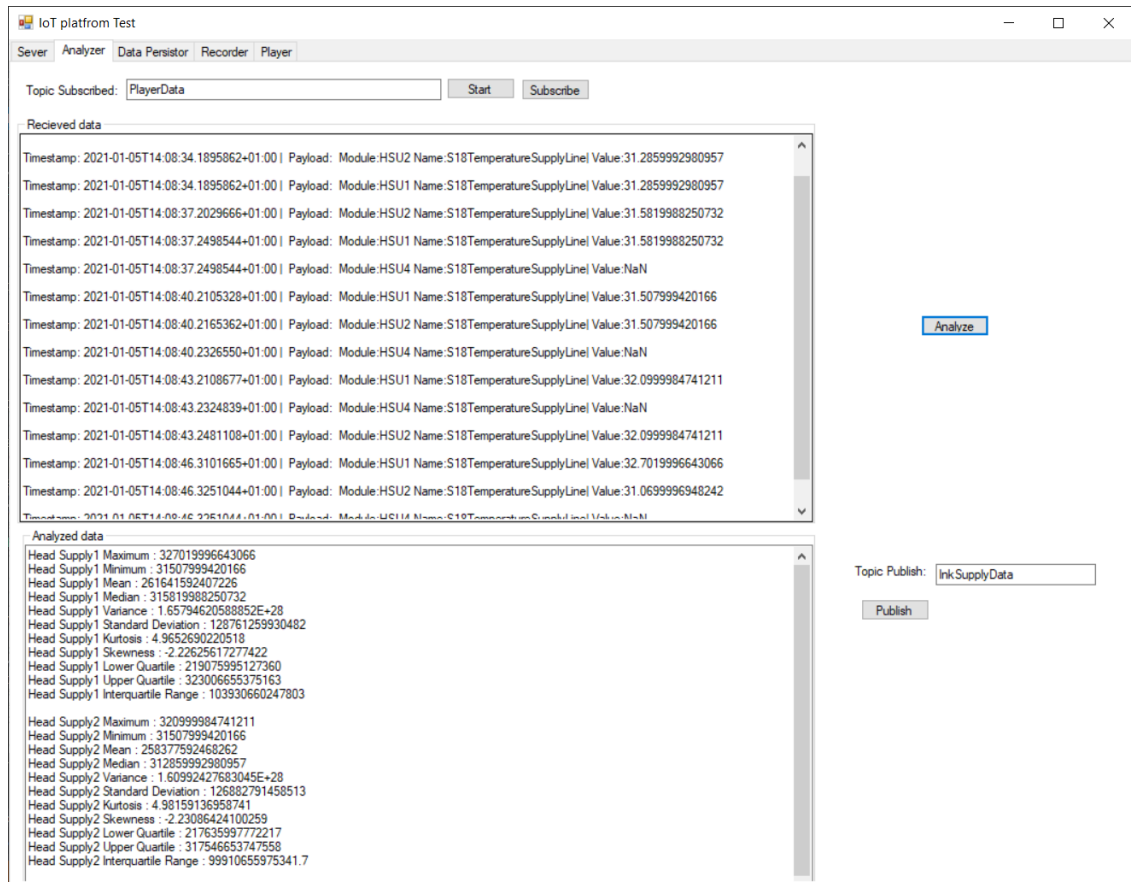 IoT platfrom Test
Sever Analyzer Data Persistor Recorder Player
Topic Subscribed: PlayerData Start Subscribe
Recieved data
Timestamp: 2021-01-05T14:08:34.1895862+01:00 | Payload: Module:HSU2 Name:S18TemperatureSupplyLine| Value:31.2859992980957
Timestamp: 2021-01-05T14:08:34.1895862+01:00 | Payload: Module:HSU1 Name:S18TemperatureSupplyLine| Value:31.2859992980957
Timestamp: 2021-01-05T14:08:37.2029666+01:00 | Payload: Module:HSU2 Name:S18TemperatureSupplyLine| Value:31.5819988250732
Timestamp: 2021-01-05T14:08:37.2498544+01:00 | Payload: Module:HSU1 Name:S18TemperatureSupplyLine| Value:31.5819988250732
Timestamp: 2021-01-05T14:08:37.2498544+01:00 | Payload: Module:HSU4 Name:S18TemperatureSupplyLine| Value:NaN
Timestamp: 2021-01-05T14:08:40.2105328+01:00 | Payload: Module:HSU1 Name:S18TemperatureSupplyLine| Value:31.507999420166
Timestamp: 2021-01-05T14:08:40.2165362+01:00 | Payload: Module:HSU2 Name:S18TemperatureSupplyLine| Value:31.507999420166
Timestamp: 2021-01-05T14:08:40.2326550+01:00 | Payload: Module:HSU4 Name:S18TemperatureSupplyLine| Value:NaN
Timestamp: 2021-01-05T14:08:43.2108677+01:00 | Payload: Module:HSU1 Name:S18TemperatureSupplyLine| Value:32.0999984741211
Timestamp: 2021-01-05T14:08:43.2324839+01:00 | Payload: Module:HSU4 Name:S18TemperatureSupplyLine| Value:NaN
Timestamp: 2021-01-05T14:08:43.2481108+01:00 | Payload: Module:HSU2 Name:S18TemperatureSupplyLine| Value:32.0999984741211
Timestamp: 2021-01-05T14:08:46.3101665+01:00 | Payload: Module:HSU1 Name:S18TemperatureSupplyLine| Value:32.7019996643066
Timestamp: 2021-01-05T14:08:46.3251044+01:00 | Payload: Module:HSU2 Name:S18TemperatureSupplyLine| Value:31.0699996948242
Timestamp: 2021-01-05T14:08:46.3251044+01:00 | Payload: Module:HSU4 Name:S18TemperatureSupplyLine| Value:NaN
Analyze
Analyzed data
Head Supply1 Maximum : 327019996643066
Head Supply1 Minimum : 31507999420166
Head Supply1 Mean : 261641592407226
Head Supply1 Median : 315819988250732
Head Supply1 Variance : 1.65794620588852E+28
Head Supply1 Standard Deviation : 128761259930482
Head Supply1 Kurtosis : 4.9652690220518
Head Supply1 Skewness : -2.22625617277422
Head Supply1 Lower Quartile : 219075995127360
Head Supply1 Upper Quartile : 323006655375163
Head Supply1 Interquartile Range : 103930660247803
Head Supply2 Maximum : 320999984741211
Head Supply2 Minimum : 31507999420166
Head Supply2 Mean : 258377592468262
Head Supply2 Median : 312859992980957
Head Supply2 Variance : 1.60992427683045E+28
Head Supply2 Standard Deviation : 126882791458513
Head Supply2 Kurtosis : 4.98159136958741
Head Supply2 Skewness : -2.23086424100259
Head Supply2 Lower Quartile : 217635997772217
Head Supply2 Upper Quartile : 317546653747558
Head Supply2 Interquartile Range : 99910655975341.7
Topic Publish: InkSupplyData
Publish